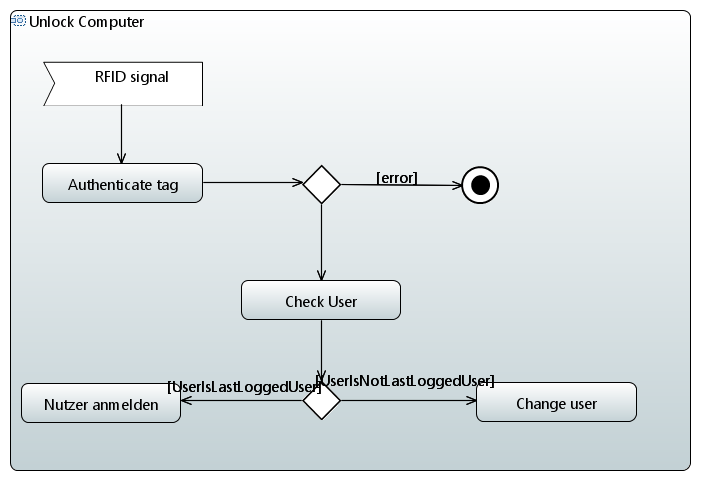 Unlock Computer
RFID signal
Authenticate tag
[error]
Check User
[UserIsLastLoggedUser]
[UserIsNotLastLoggedUser]
Nutzer anmelden
Change user